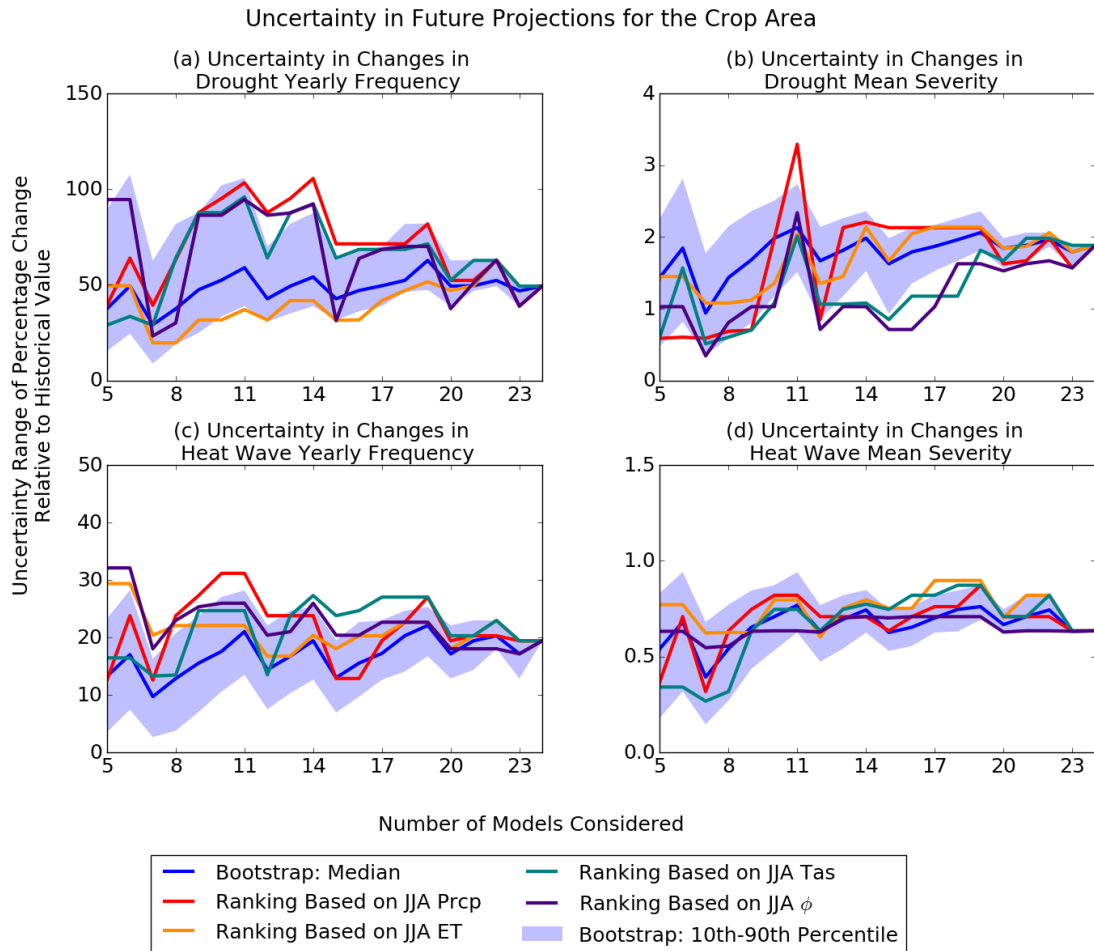 Uncertainty in Future Projections for the Crop Area
Uncertainty Range of Percentage Change
Relative to Historical Value
(a) Uncertainty in Changes in
Drought Yearly Frequency
150
100
50
0
5 8 11 14 17 20 23
(b) Uncertainty in Changes in
Drought Mean Severity
4
3
2
1
0
5 8 11 14 17 20 23
(c) Uncertainty in Changes in
Heat Wave Yearly Frequency
50
40
30
20
10
0
5 8 11 14 17 20 23
(d) Uncertainty in Changes in
Heat Wave Mean Severity
1.5
1.0
0.5
0.0
5 8 11 14 17 20 23
Number of Models Considered
Bootstrap: Median
Ranking Based on JJA Prcp
Ranking Based on JJA ET
Ranking Based on JJA Tas
Ranking Based on JJA ϕ
Bootstrap: 10th-90th Percentile